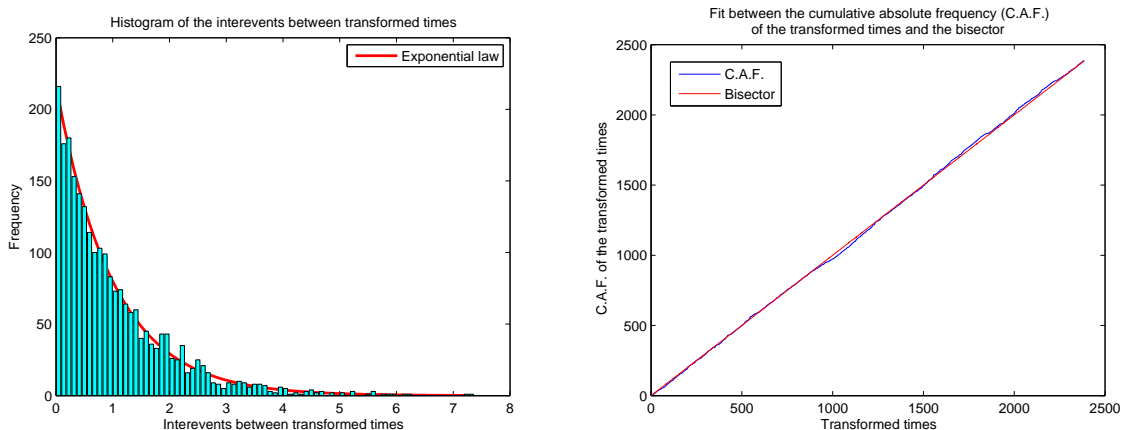 Histogram of the interevents between transformed times
250
200
150
100
50
0
Frequency
Exponential law
0 1 2 3 4 5 6 7 8
Interevents between transformed times
Fit between the cumulative absolute frequency (C.A.F.)
of the transformed times and the bisector
2500
2000
1500
1000
500
0
C.A.F. of the transformed times
C.A.F.
Bisector
0 500 1000 1500 2000 2500
Transformed times